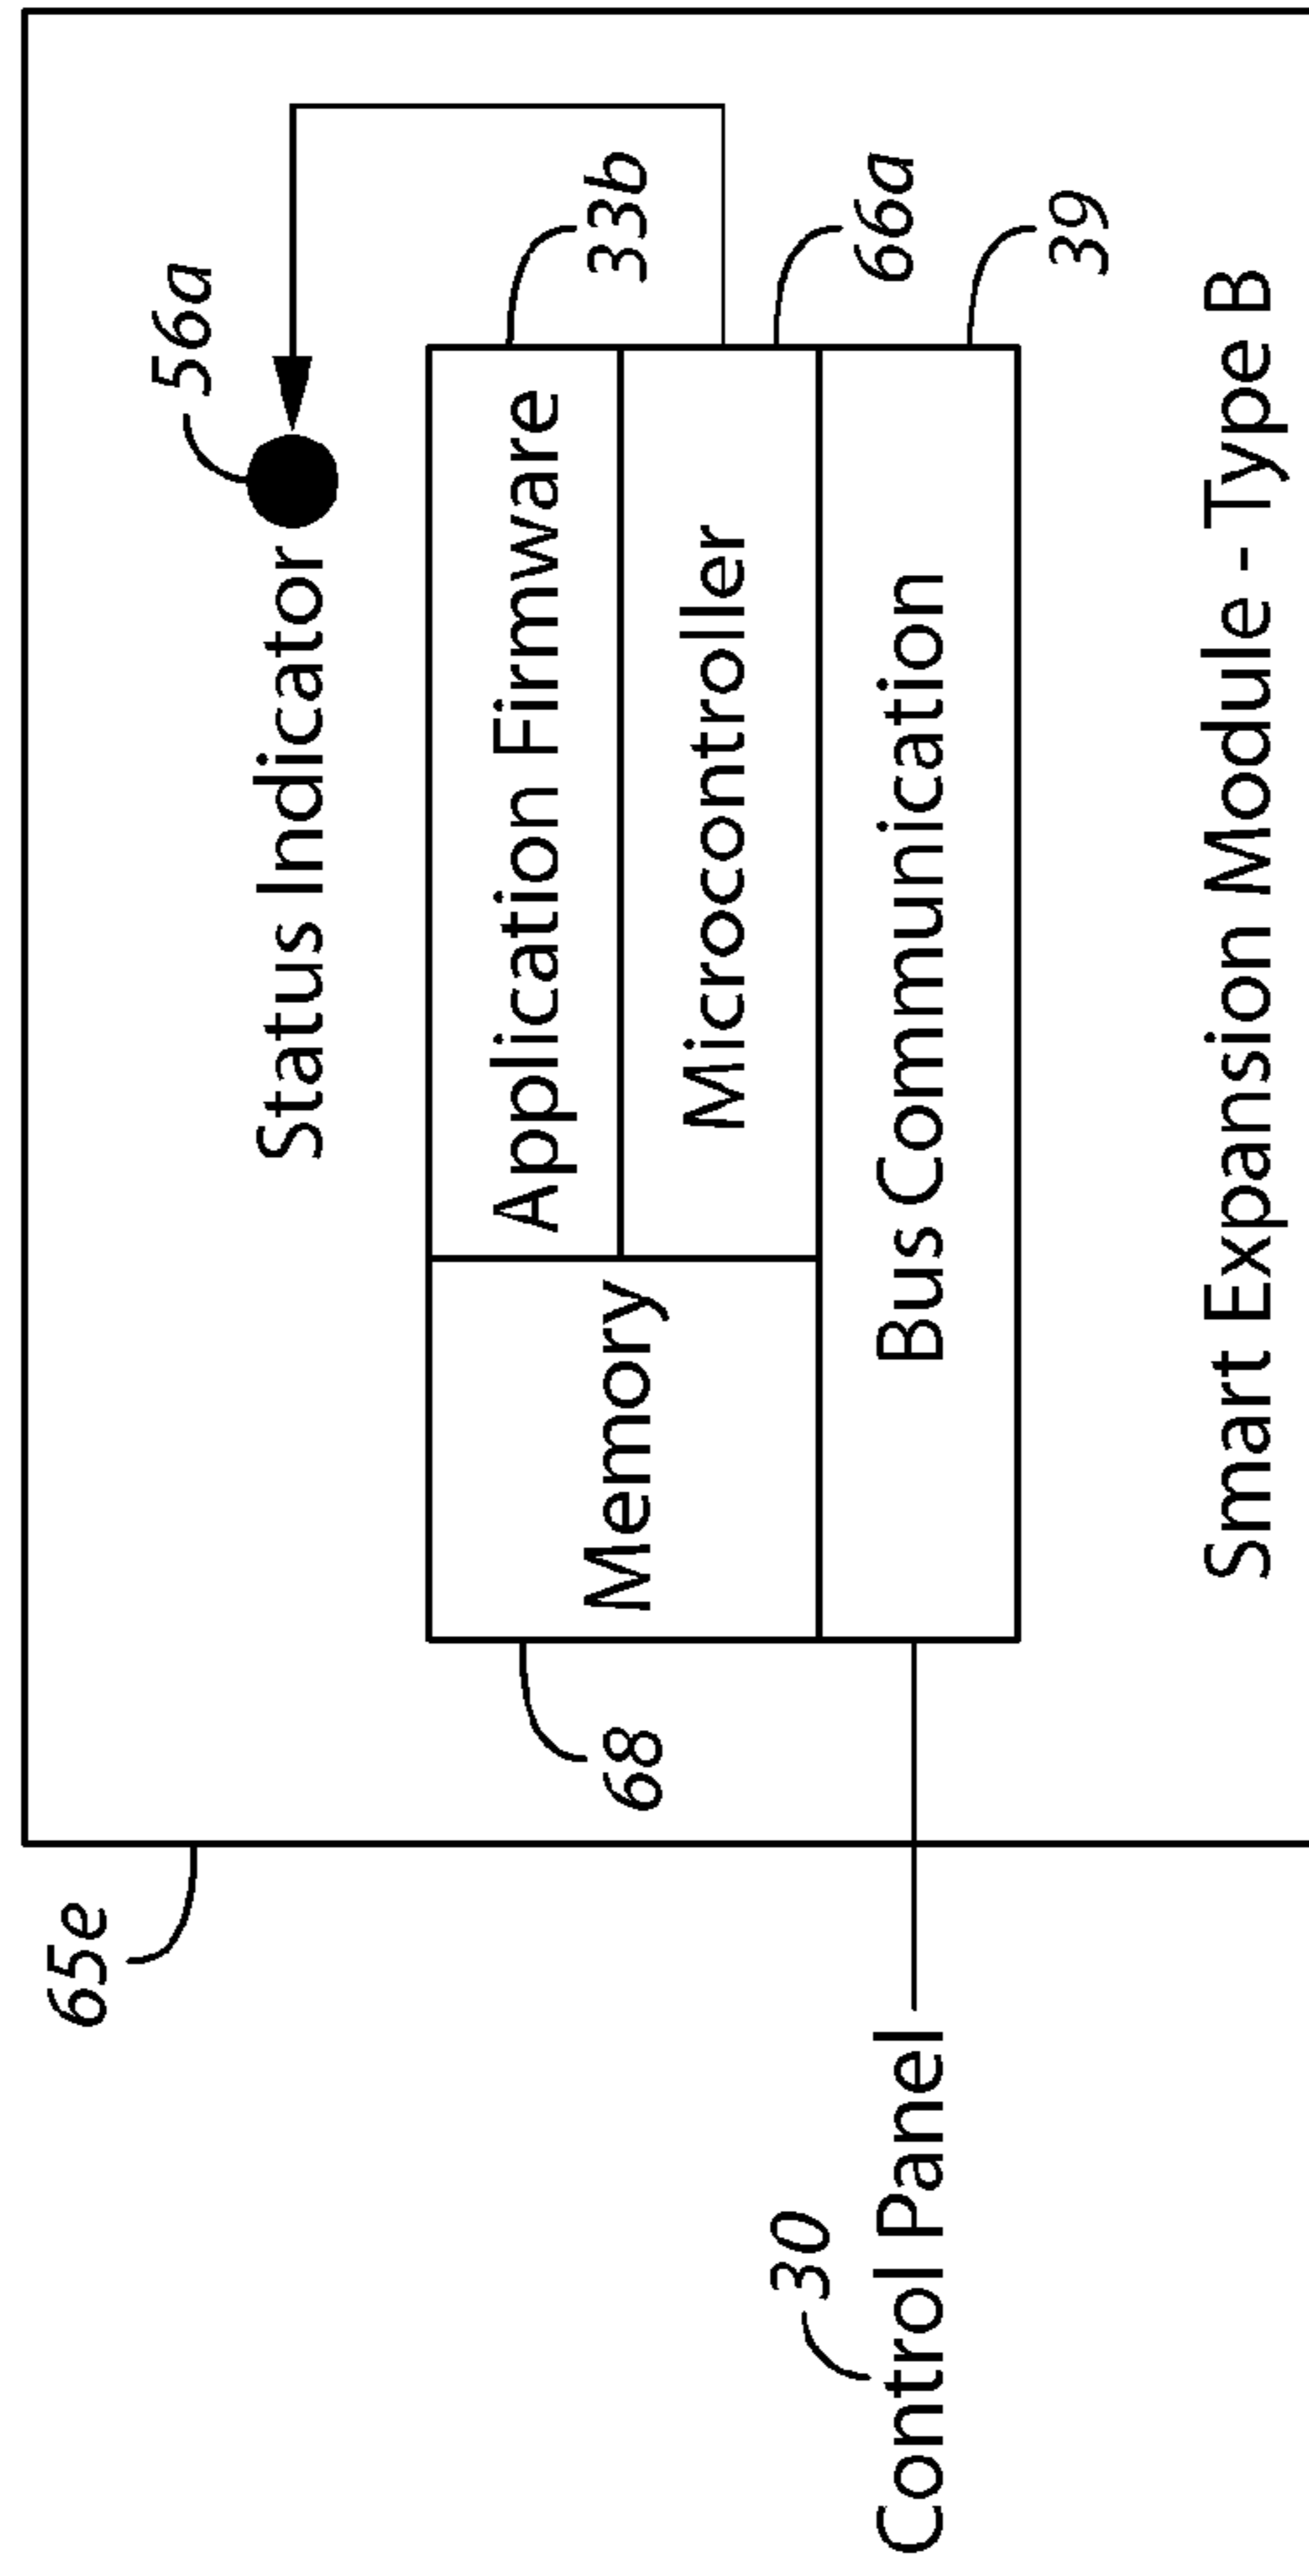 65e
56a
Status Indicator
33b
Application Firmware
68
Memory
66a
Microcontroller
30
Control Panel
Bus Communication
39
Smart Expansion Module - Type B